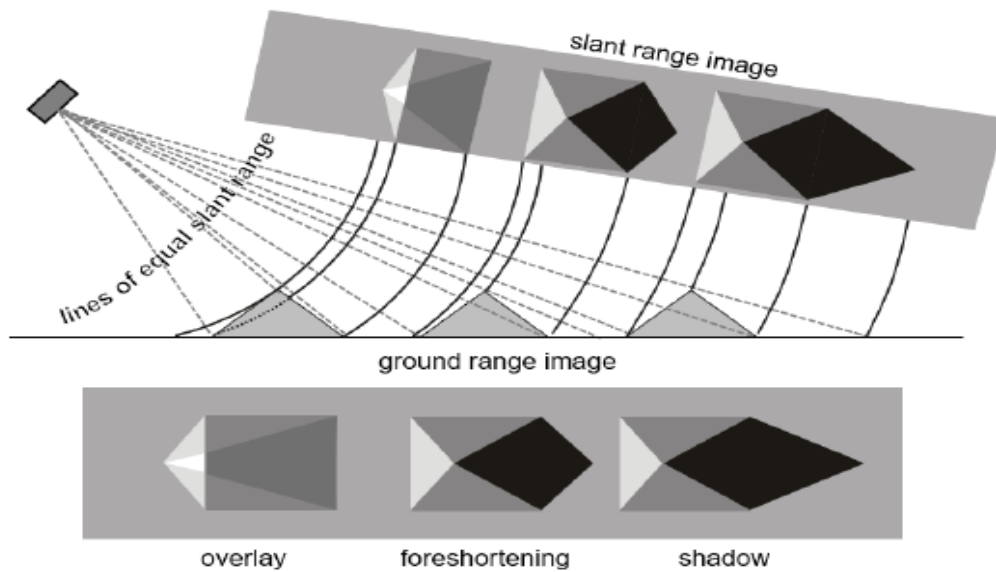 slant range image
lines of equal slant range
ground range image
overlay
foreshortening
shadow